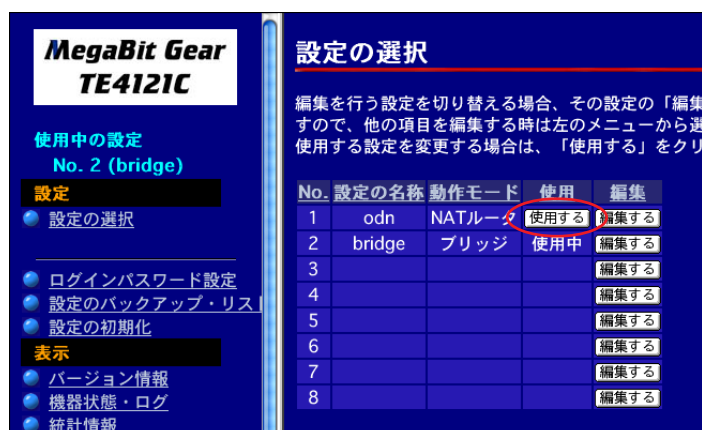 MegaBit Gear
TE4121C
使用中の設定
No. 2 (bridge)
設定
設定の選択
ログインパスワード設定
設定のバックアップ・リスト
設定の初期化
表示
バージョン情報
機器状態・ログ
統計情報
設定の選択
編集を行う設定を切り替える場合、その設定の「編集
すので、他の項目を編集する時は左のメニューから選
使用する設定を変更する場合は、「使用する」をクリ
No. 設定の名称 動作モード 使用 編集
1 odn NATルータ 使用する 編集する
2 bridge ブリッジ 使用中 編集する
3 編集する
4 編集する
5 編集する
6 編集する
7 編集する
8 編集する